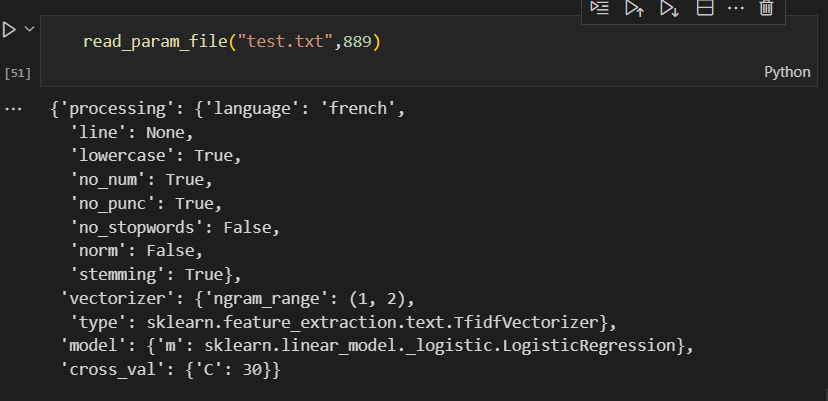 read_param_file("test.txt",889)
[51]
Python
{'processing': {'language': 'french',
'line': None,
'lowercase': True,
'no_num': True,
'no_punc': True,
'no_stopwords': False,
'norm': False,
'stemming': True},
'vectorizer': {'ngram_range': (1, 2),
'type': sklearn.feature_extraction.text.TfidfVectorizer},
'model': {'m': sklearn.linear_model._logistic.LogisticRegression},
'cross_val': {'C': 30}}